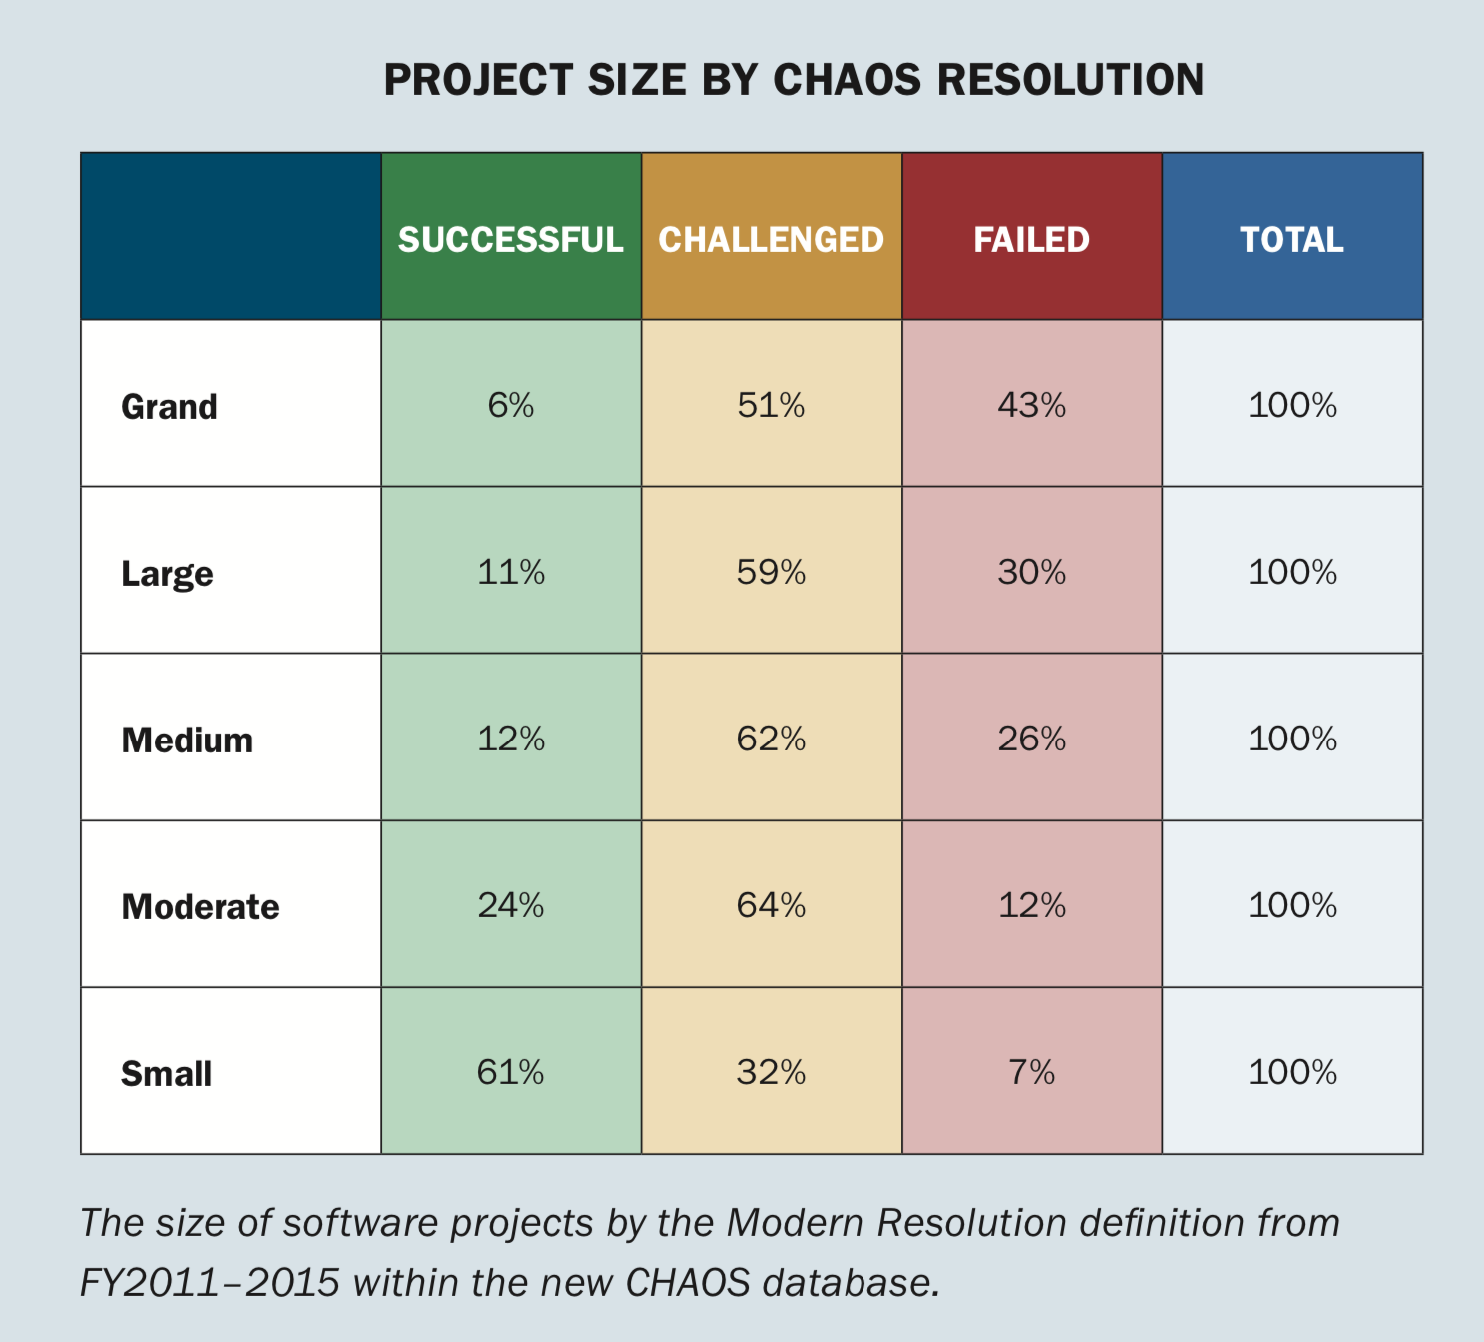 PROJECT SIZE BY CHAOS RESOLUTION
SUCCESSFUL CHALLENGED FAILED TOTAL
Grand 6% 51% 43% 100%
Large 11% 59% 30% 100%
Medium 12% 62% 26% 100%
Moderate 24% 64% 12% 100%
Small 61% 32% 7% 100%
The size of software projects by the Modern Resolution definition from
FY2011–2015 within the new CHAOS database.